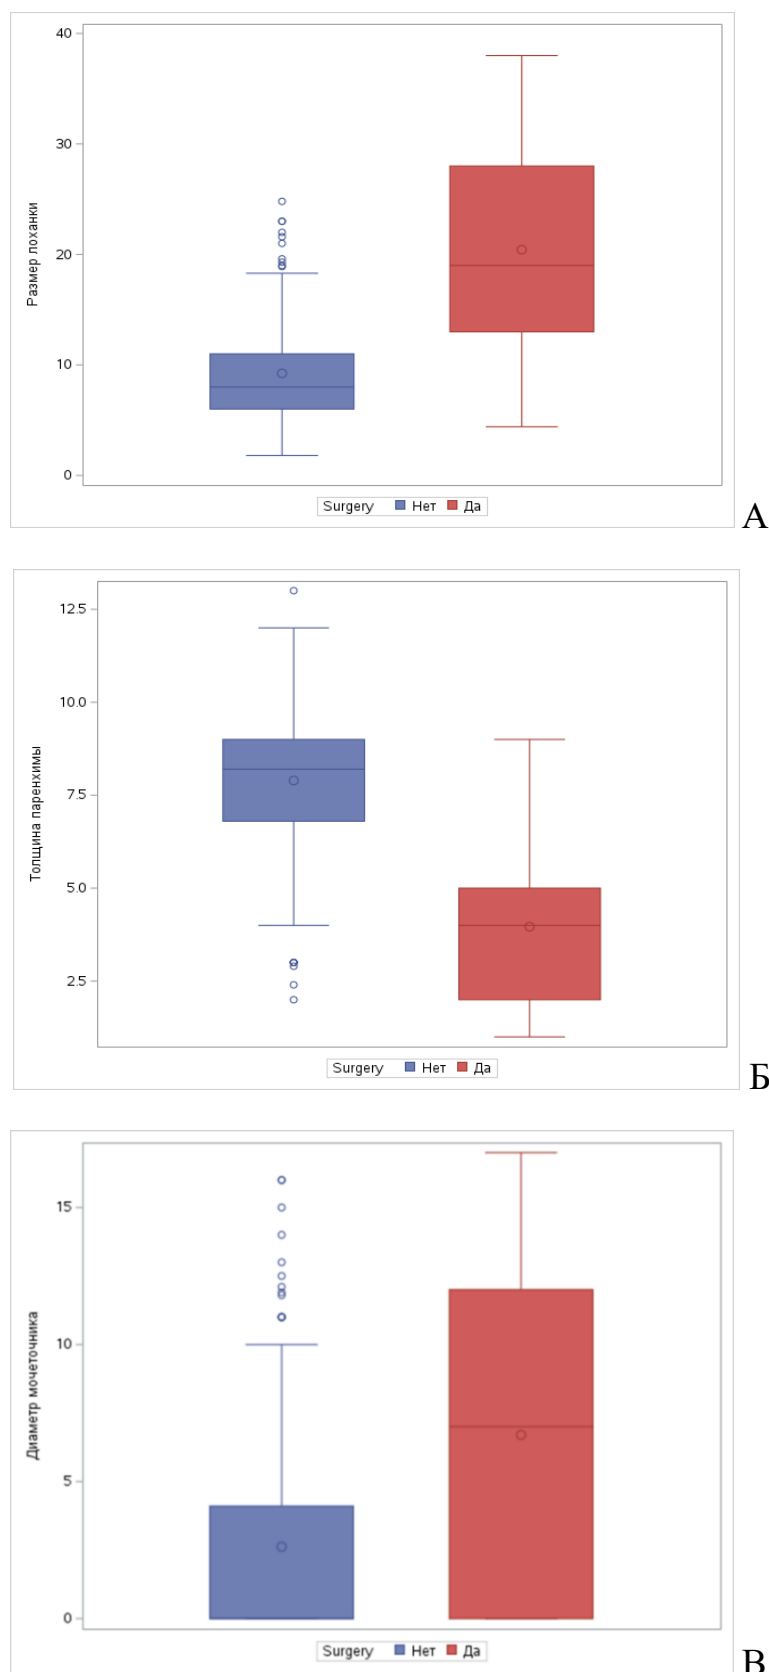 40
30
20
10
0
Размер лоханки
Surgery Нет Да
А
12.5
10.0
7.5
5.0
2.5
Толщина паренхимы
Surgery Нет Да
Б
15
10
5
0
Диаметр мочеточника
Surgery Нет Да
В